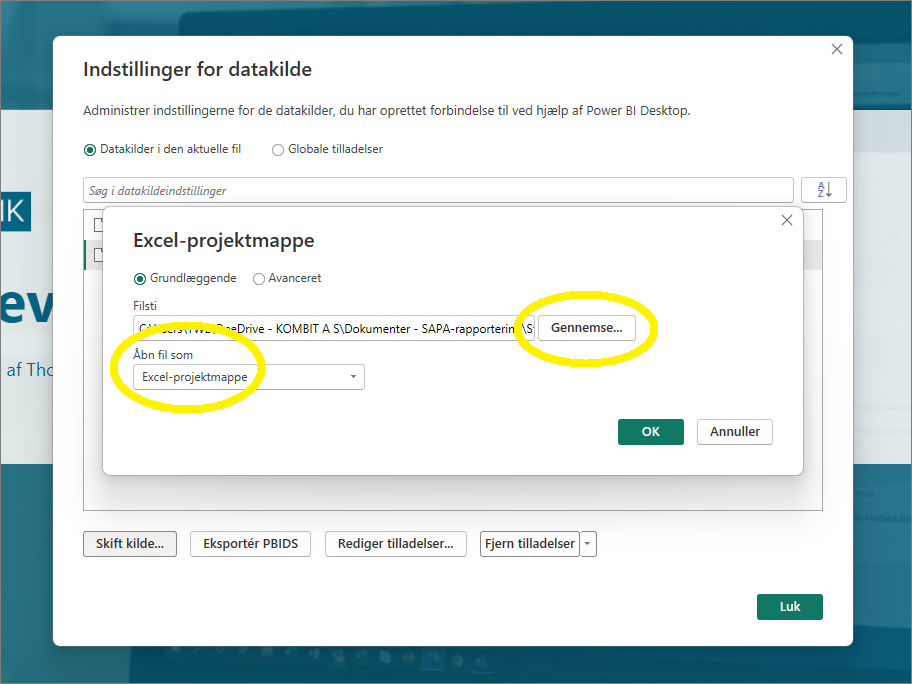 Indstillinger for datakilde
Administrer indstillingerne for de datakilder, du har oprettet forbindelse til ved hjælp af Power BI Desktop.
Datakilder i den aktuelle fil Globale tilladelser
Søg i datakildeindstillinger
IK
Excel-projektmappe
Grundlæggende Avanceret
ev
Filsti
OneDrive - KOMBIT A S\Dokumenter - SAPA-rapportering\S
Gennemse...
Åbn fil som
af Tho
Excel-projektmappe
OK Annuller
Skift kilde... Eksportér PBIDS Rediger tilladelser... Fjern tilladelser
Luk